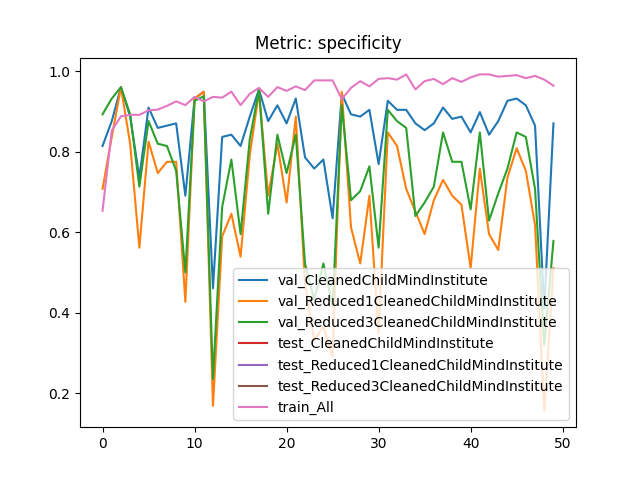 Metric: specificity
1.0
0.8
0.6
0.4
0.2
val_CleanedChildMindInstitute
val_Reduced1CleanedChildMindInstitute
val_Reduced3CleanedChildMindInstitute
test_CleanedChildMindInstitute
test_Reduced1CleanedChildMindInstitute
test_Reduced3CleanedChildMindInstitute
train_All
0 10 20 30 40 50